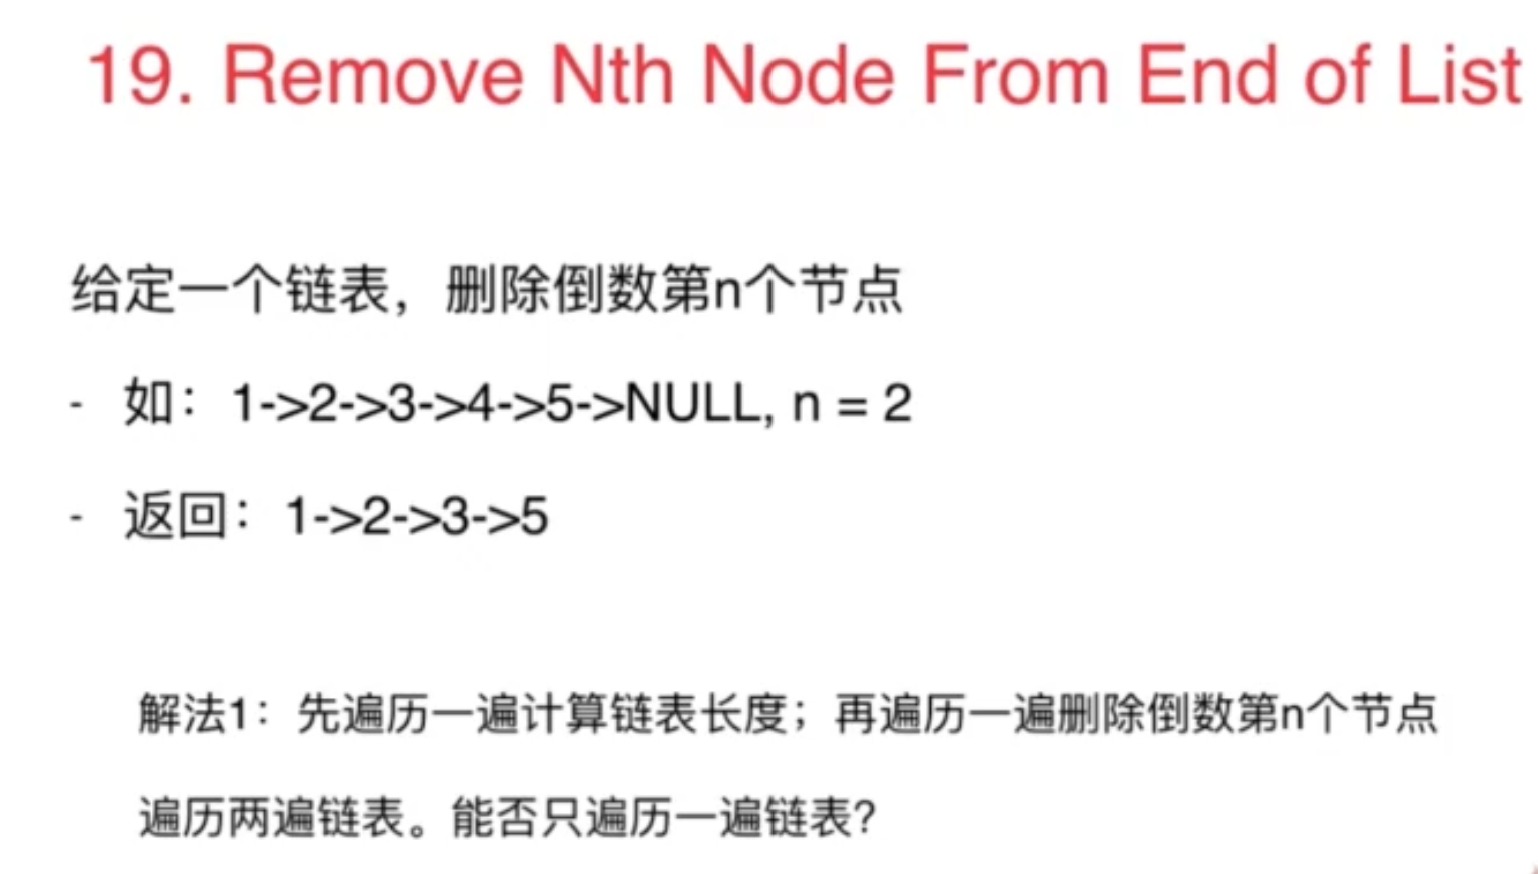 19. Remove Nth Node From End of List
给定一个链表，删除倒数第n个节点
- 如：1->2->3->4->5->NULL, n = 2
- 返回：1->2->3->5
解法1：先遍历一遍计算链表长度；再遍历一遍删除倒数第n个节点
遍历两遍链表。能否只遍历一遍链表?